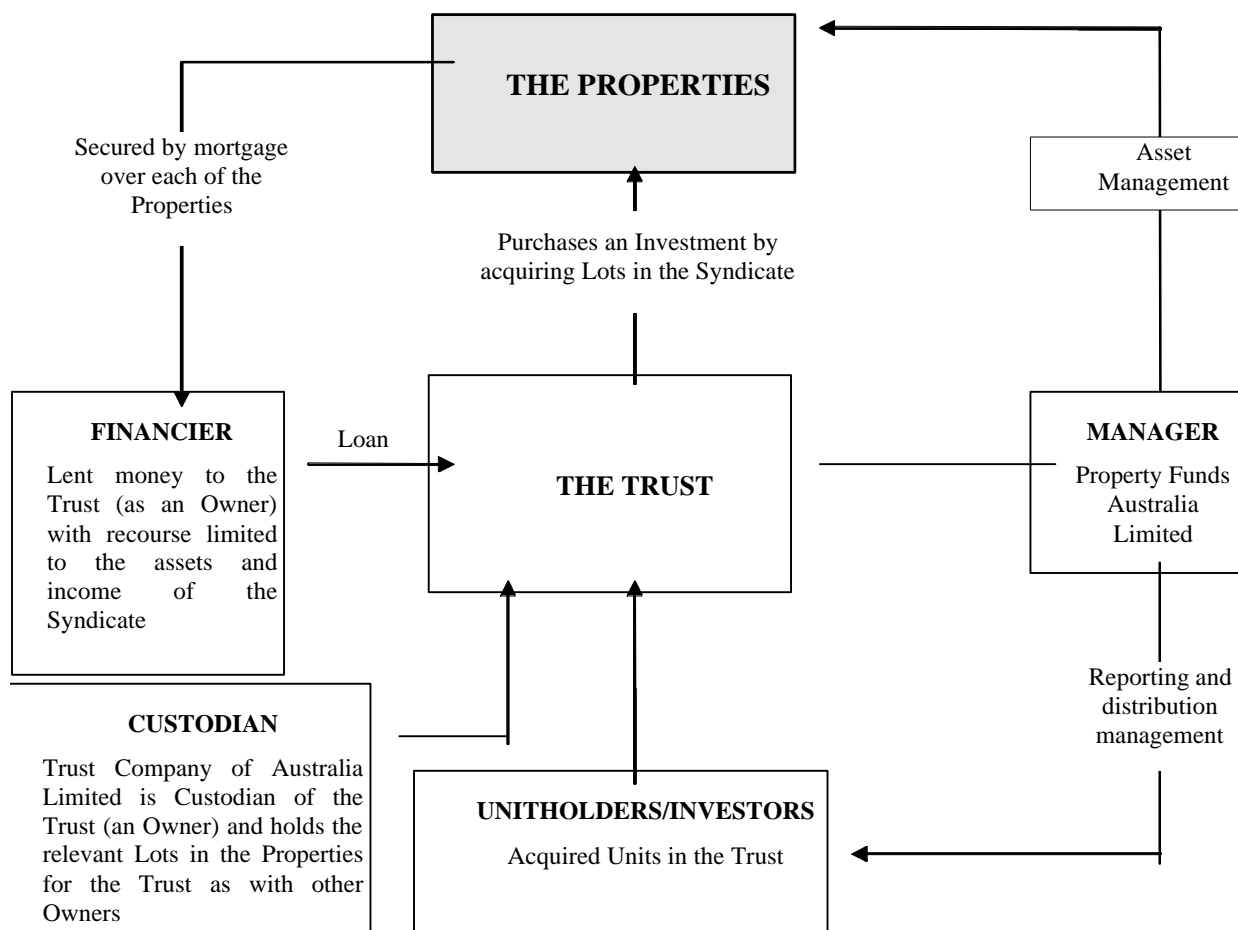 THE PROPERTIES
Secured by mortgage
over each of the
Properties
Asset
Management
Purchases an Investment by
acquiring Lots in the Syndicate
FINANCIER
Lent money to the
Trust (as an Owner)
with recourse limited
to the assets and
income of the
Syndicate
Loan
THE TRUST
MANAGER
Property Funds
Australia
Limited
CUSTODIAN
Trust Company of Australia
Limited is Custodian of the
Trust (an Owner) and holds the
relevant Lots in the Properties
for the Trust as with other
Owners
UNITHOLDERS/INVESTORS
Acquired Units in the Trust
Reporting and
distribution
management